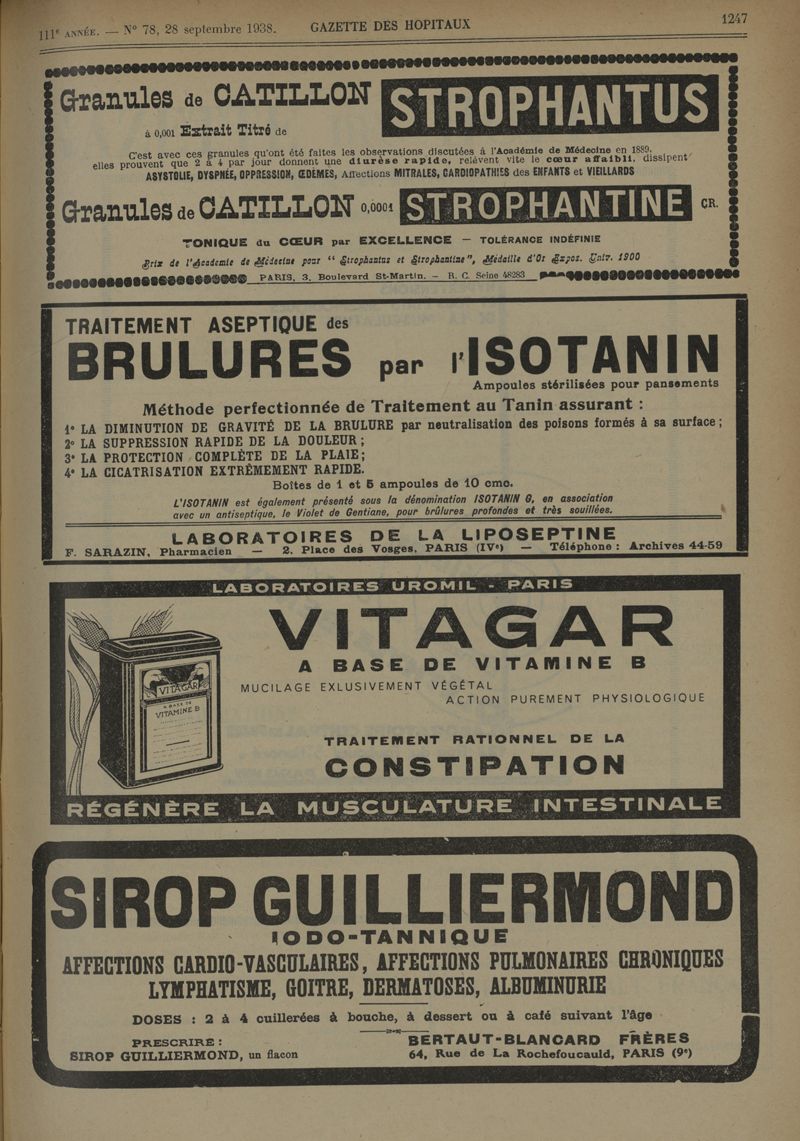 111e ANNÉE. — N° 78, 28 septembre 1938. GAZETTE DES HOPITAUX 1247
Granules de CATILLON STROPHANTUS
à 0,001 Extrait Titré de
C'est avec ces granules qu'ont été faites les observations discutées à l'Académie de Médecine en 1889,
elles prouvent que 2 à 4 par jour donnent une diurèse rapide, relèvent vite le cœur affaibli, dissipent
ASYSTOLIE, DYSPNÉE, OPPRESSION, ŒDÈMES, Affections MITRALES, CARDIOPATHIES des ENFANTS et VIEILLARDS
Granules de CATILLON 0,0001 STROPHANTINE CR.
TONIQUE du CŒUR par EXCELLENCE — TOLÉRANCE INDÉFINIE
Prix de l'Académie de Médecine pour "Strophantus et Strophantine", Médaille d'Or Expos. Univ. 1900
PARIS, 3, Boulevard St-Martin. — R. C. Seine 48283
TRAITEMENT ASEPTIQUE des
BRULURES par l'ISOTANIN
Ampoules stérilisées pour pansements
Méthode perfectionnée de Traitement au Tanin assurant :
1° LA DIMINUTION DE GRAVITÉ DE LA BRULURE par neutralisation des poisons formés à sa surface ;
2° LA SUPPRESSION RAPIDE DE LA DOULEUR ;
3° LA PROTECTION COMPLÈTE DE LA PLAIE ;
4° LA CICATRISATION EXTRÊMEMENT RAPIDE.
Boîtes de 1 et 5 ampoules de 10 cmc.
L'ISOTANIN est également présenté sous la dénomination ISOTANIN G, en association
avec un antiseptique, le Violet de Gentiane, pour brûlures profondes et très souillées.
LABORATOIRES DE LA LIPOSEPTINE
F. SARAZIN, Pharmacien — 2, Place des Vosges, PARIS (IVe) — Téléphone : Archives 44-59
LABORATOIRES UROMIL - PARIS
VITAGAR
A BASE DE VITAMINE B
MUCILAGE EXLUSIVEMENT VÉGÉTAL
ACTION PUREMENT PHYSIOLOGIQUE
VITAGAR
A BASE DE
VITAMINE B
TRAITEMENT RATIONNEL DE LA
CONSTIPATION
RÉGÉNÈRE LA MUSCULATURE INTESTINALE
SIROP GUILLIERMOND
IODO-TANNIQUE
AFFECTIONS CARDIO-VASCULAIRES, AFFECTIONS PULMONAIRES CHRONIQUES
LYMPHATISME, GOITRE, DERMATOSES, ALBUMINURIE
DOSES : 2 à 4 cuillerées à bouche, à dessert ou à café suivant l'âge
PRESCRIRE : BERTAUT-BLANCARD FRÈRES
SIROP GUILLIERMOND, un flacon 64, Rue de La Rochefoucauld, PARIS (9e)